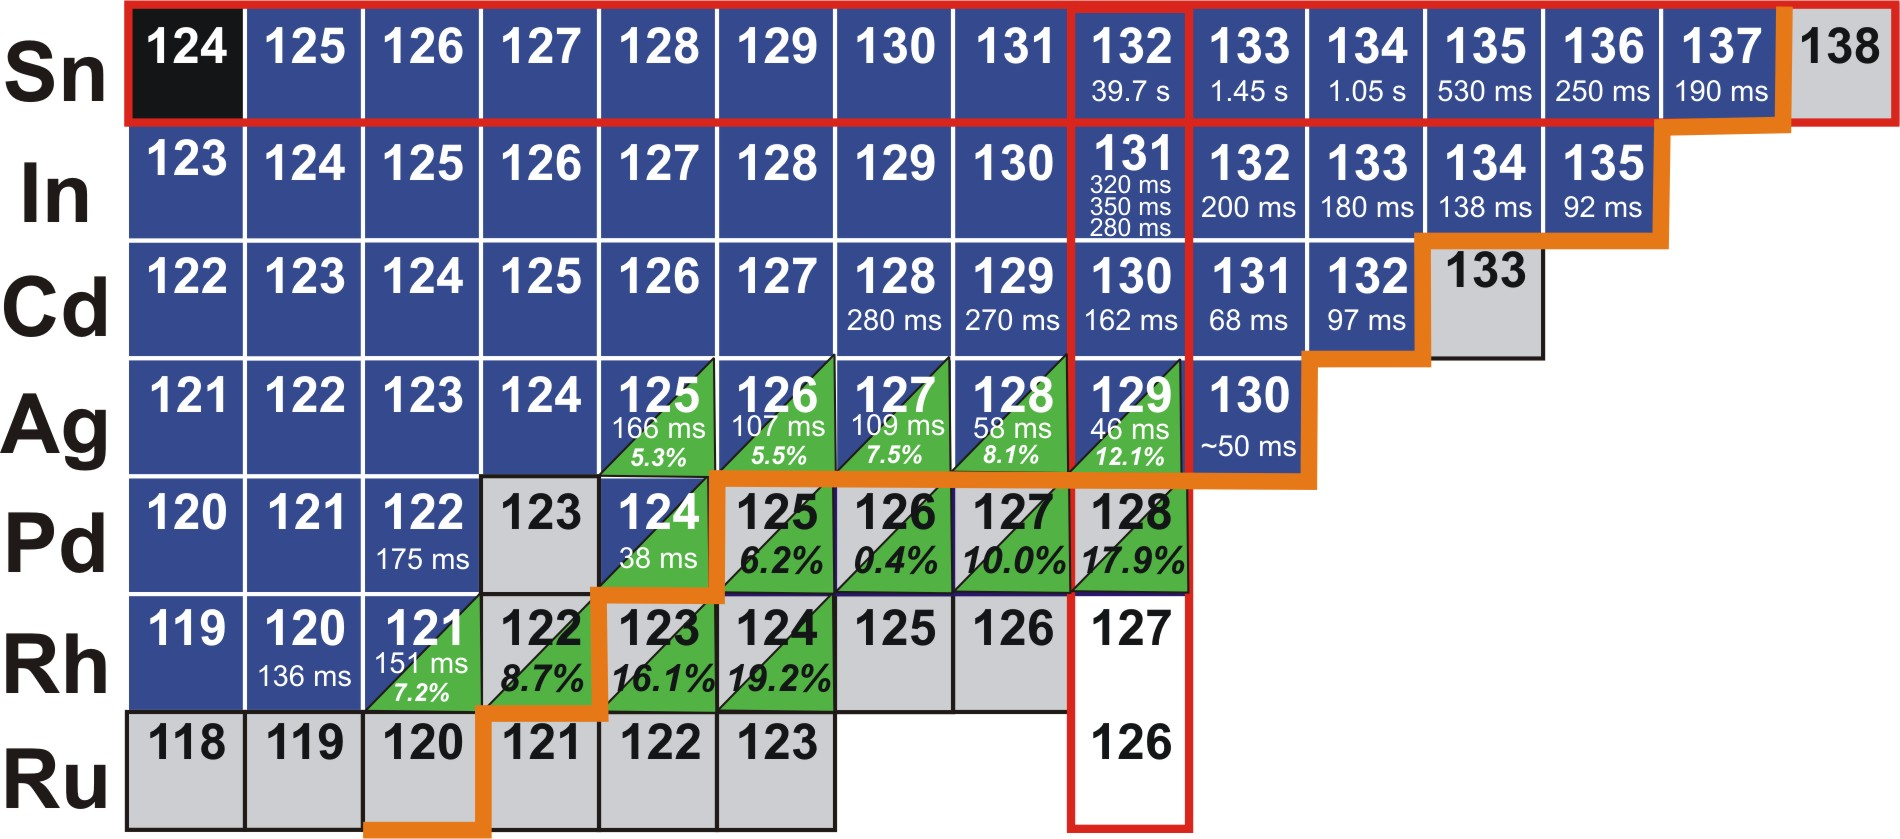 Sn 124 125 126 127 128 129 130 131 132 133 134 135 136 137 138
39.7 s 1.45 s 1.05 s 530 ms 250 ms 190 ms
In 123 124 125 126 127 128 129 130 131 132 133 134 135
320 ms
350 ms
280 ms
200 ms 180 ms 138 ms 92 ms
Cd 122 123 124 125 126 127 128 129 130 131 132 133
280 ms 270 ms 162 ms 68 ms 97 ms
Ag 121 122 123 124 125 126 127 128 129 130
166 ms 107 ms 109 ms 58 ms 46 ms ~50 ms
5.3% 5.5% 7.5% 8.1% 12.1%
Pd 120 121 122 123 124 125 126 127 128
175 ms 38 ms 6.2% 0.4% 10.0% 17.9%
Rh 119 120 121 122 123 124 125 126 127
136 ms 151 ms 8.7% 16.1% 19.2%
7.2%
Ru 118 119 120 121 122 123 126